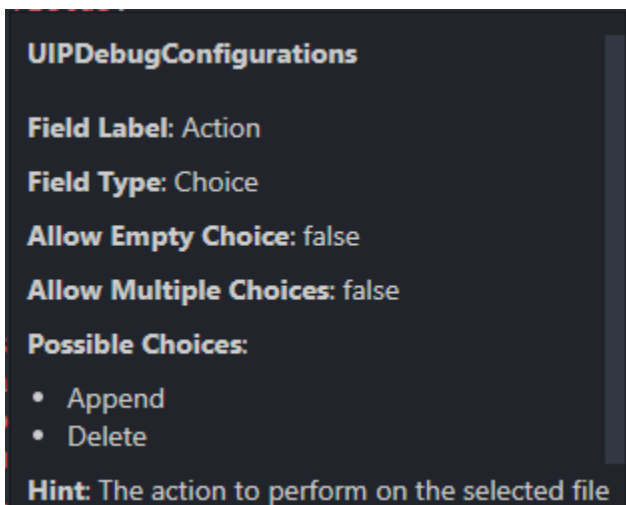 UIPDebugConfigurations
Field Label: Action
Field Type: Choice
Allow Empty Choice: false
Allow Multiple Choices: false
Possible Choices:
• Append
• Delete
Hint: The action to perform on the selected file